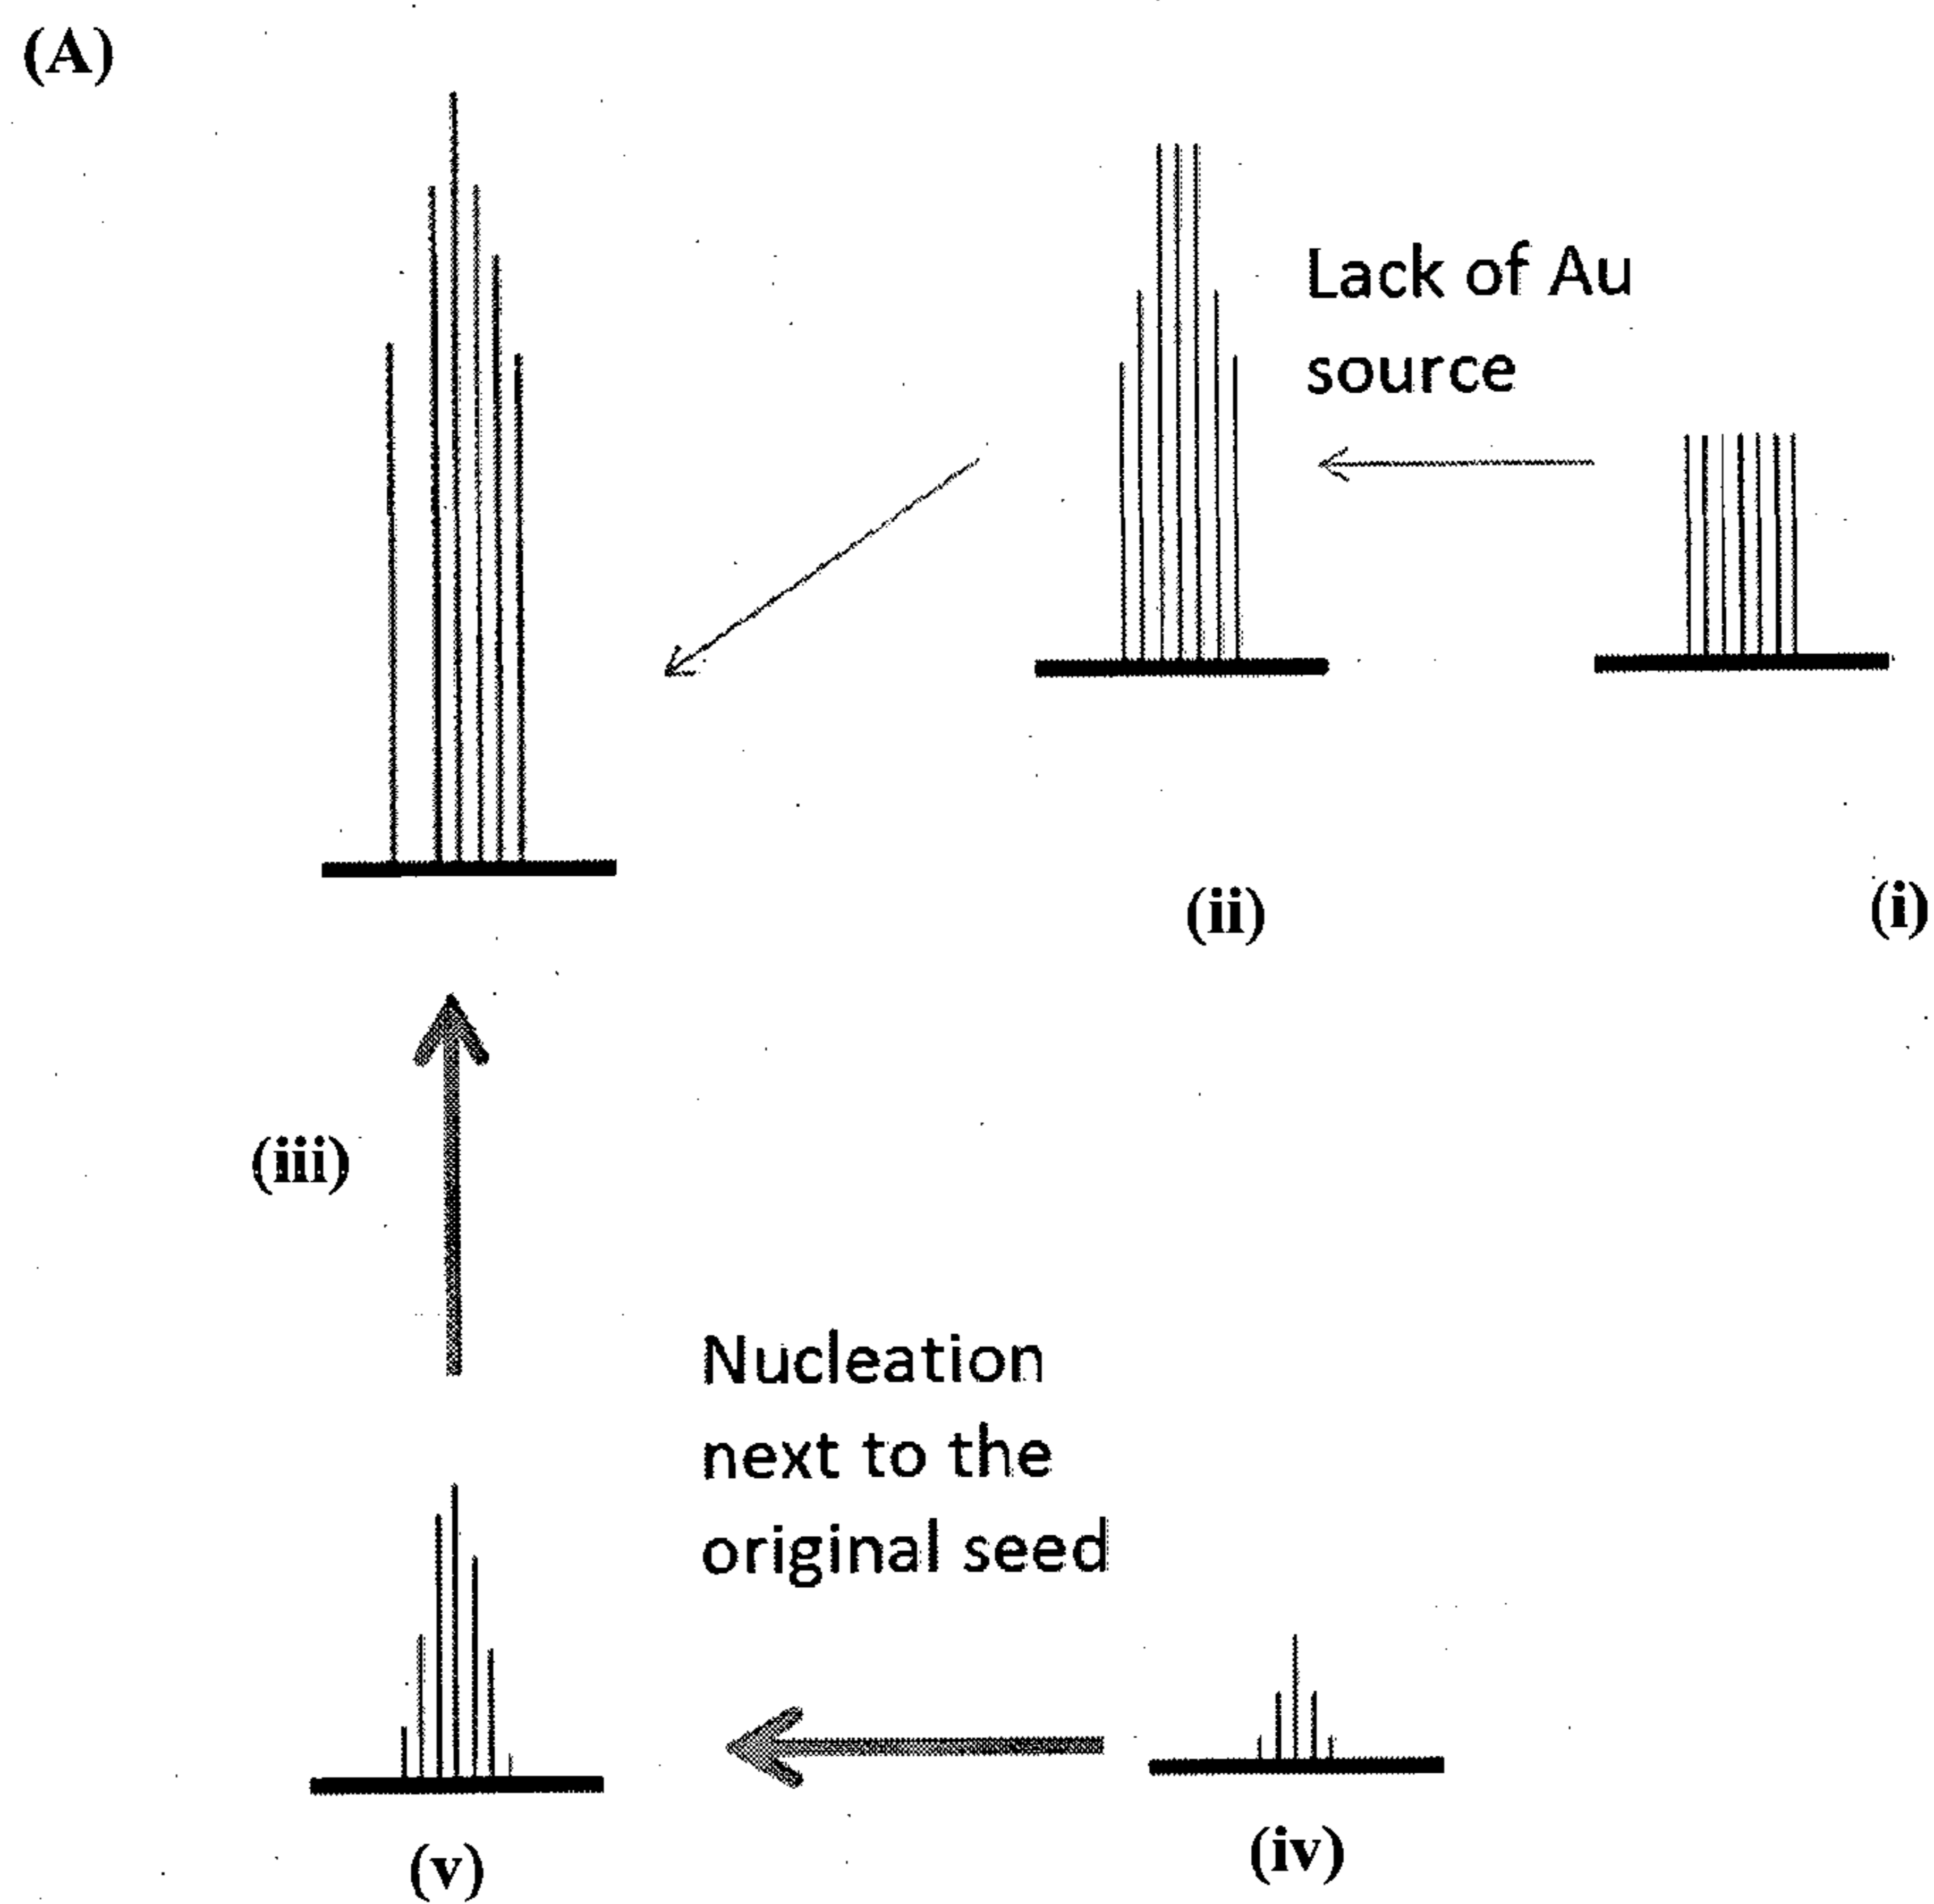 (A)
Lack of Au
source
(ii)
(i)
(iii)
Nucleation
next to the
original seed
(v)
(iv)